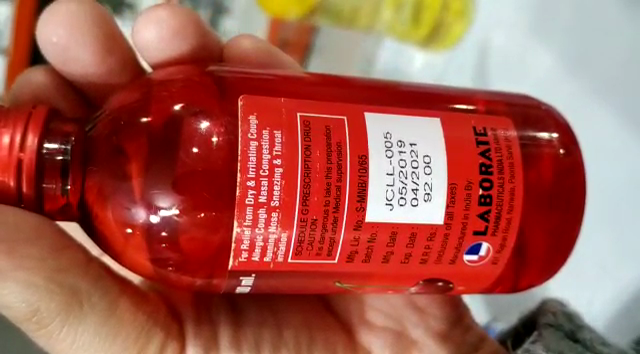 For Relief from Dry & Irritating Cough,
Allergic Cough, Nasal Congestion,
Running Nose, Sneezing & Throat
irritation.
SCHEDULE G PRESCRIPTION DRUG
- CAUTION
It is dangerous to take this preparation
except under Medical supervision.
Mfg. Lic. No.: S-MNB/10/65
Batch No.: JCLL-005
Mfg. Date: 05/2019
Exp. Date: 04/2021
M.R.P. Rs.: 92.00
(Inclusive of all Taxes)
Manufactured in India By
LABORATE
PHARMACEUTICALS INDIA LTD
ml.